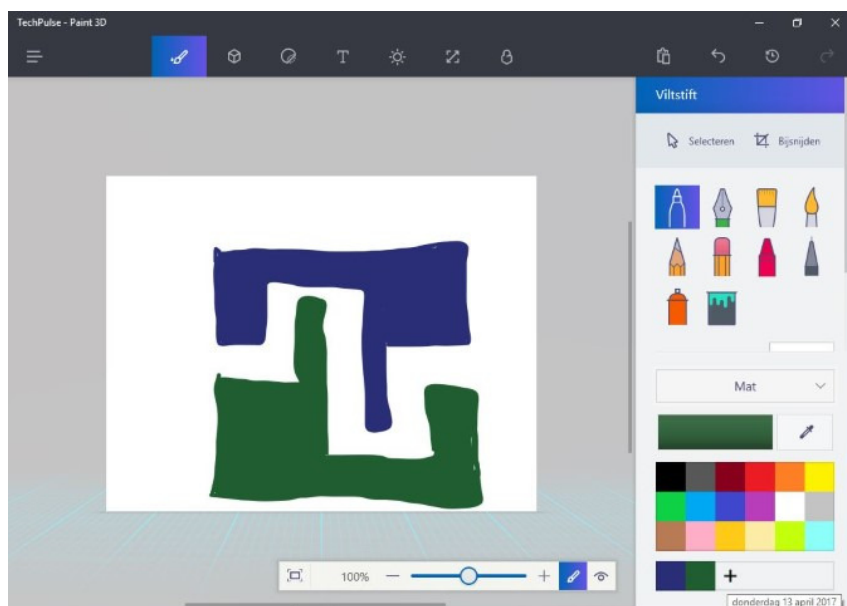 TechPulse - Paint 3D
Viltstift
Selecteren Bijsnijden
Mat
100%
donderdag 13 april 2017